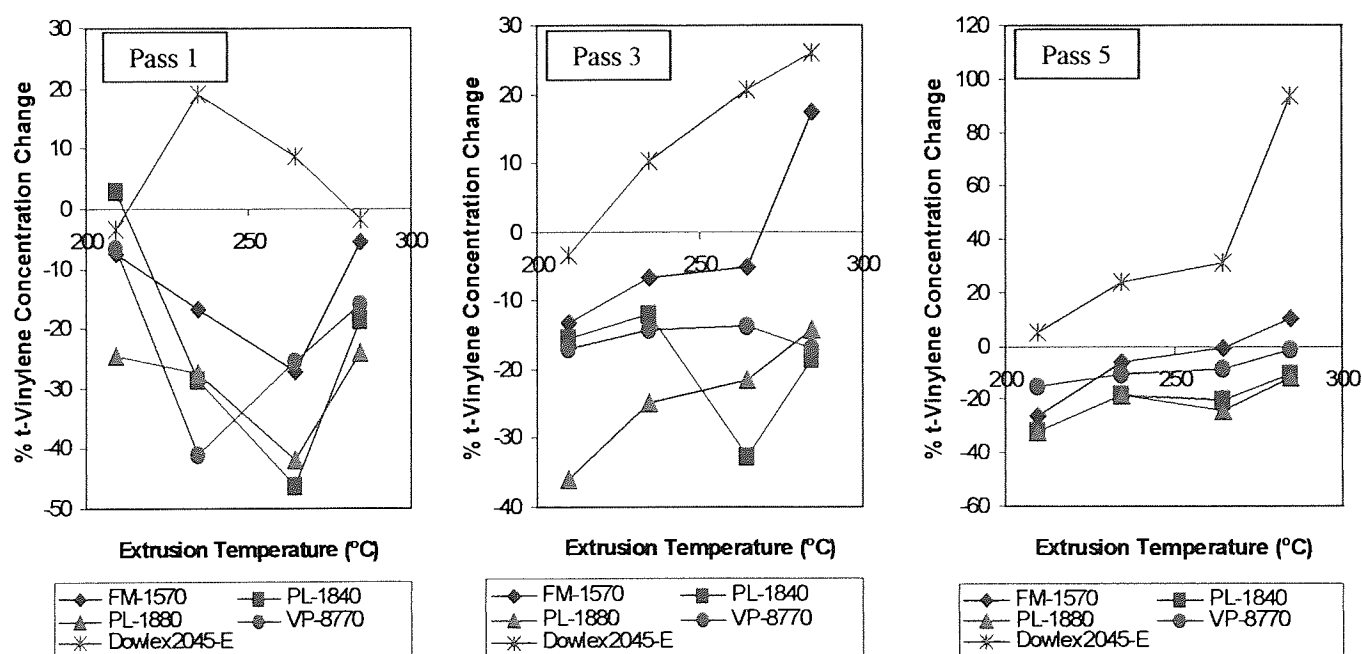 Pass 1
% t-Vinylene Concentration Change
30
20
10
0
-10
-20
-30
-40
-50
200
250
300
Extrusion Temperature (°C)
FM-1570
PL-1840
PL-1880
VP-8770
Dowlex2045-E
Pass 3
% t-Vinylene Concentration Change
30
20
10
0
-10
-20
-30
-40
200
250
300
Extrusion Temperature (°C)
FM-1570
PL-1840
PL-1880
VP-8770
Dowlex2045-E
Pass 5
% t-Vinylene Concentration Change
120
100
80
60
40
20
0
-20
-40
-60
200
250
300
Extrusion Temperature (°C)
FM-1570
PL-1840
PL-1880
VP-8770
Dowlex2045-E